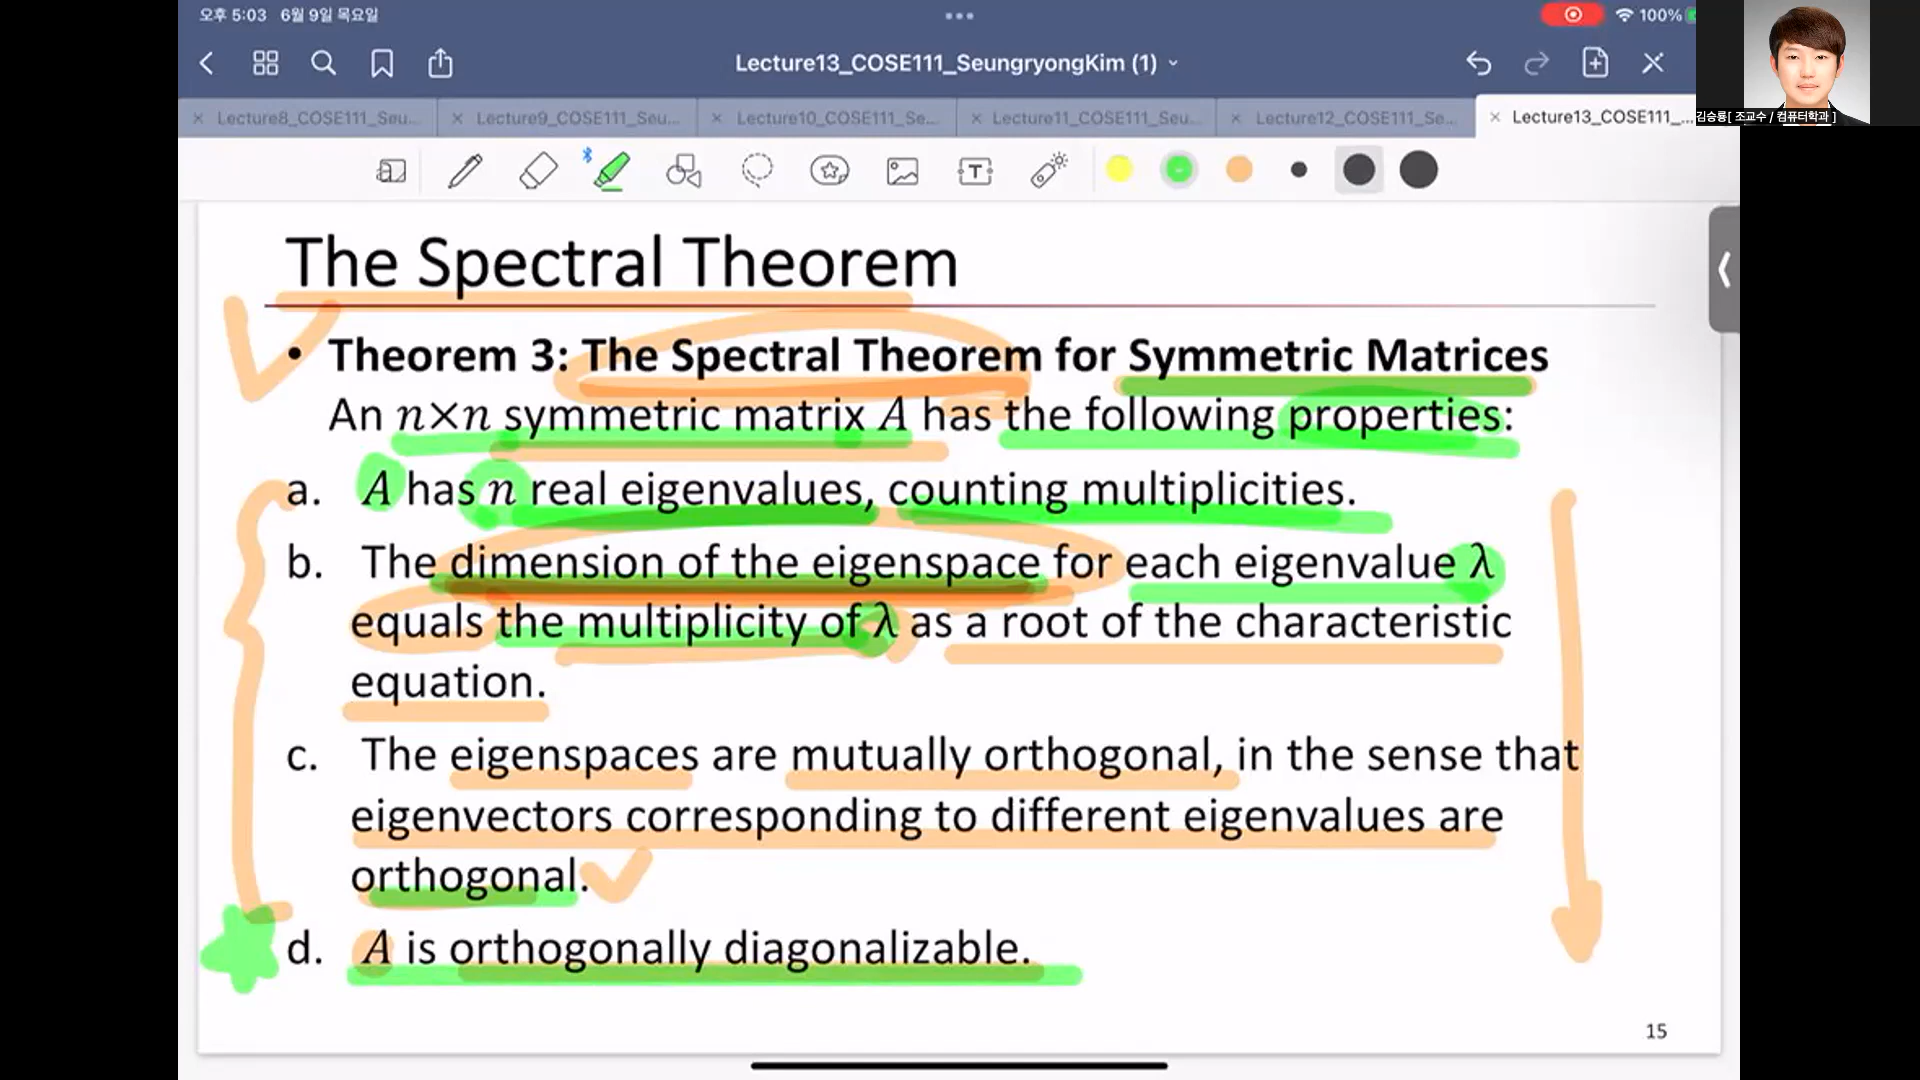 오후 5:03 6월 9일 목요일
100%
Lecture13_COSE111_SeungryongKim (1)
Lecture8_COSE111_Seu...
Lecture9_COSE111_Seu...
Lecture10_COSE111_Se...
Lecture11_COSE111_Seu...
Lecture12_COSE111_Se...
Lecture13_COSE111_...
김승룡[ 조교수 / 컴퓨터학과 ]
T
The Spectral Theorem
• Theorem 3: The Spectral Theorem for Symmetric Matrices
An n×n symmetric matrix A has the following properties:
a. A has n real eigenvalues, counting multiplicities.
b. The dimension of the eigenspace for each eigenvalue λ
equals the multiplicity of λ as a root of the characteristic
equation.
c. The eigenspaces are mutually orthogonal, in the sense that
eigenvectors corresponding to different eigenvalues are
orthogonal.
d. A is orthogonally diagonalizable.
15